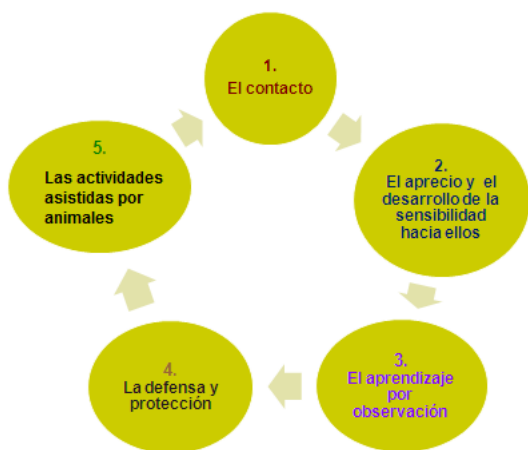 1.
El contacto
2.
El aprecio y el
desarrollo de la
sensibilidad
hacia ellos
3.
El aprendizaje
por
observación
4.
La defensa y
protección
5.
Las actividades
asistidas por
animales